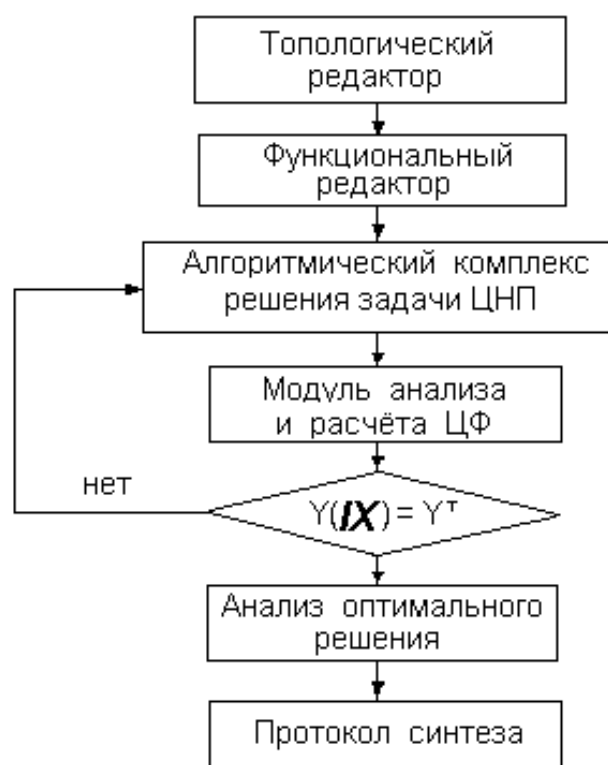 Топологический
редактор
Функциональный
редактор
Алгоритмический комплекс
решения задачи ЦНП
Модуль анализа
и расчёта ЦФ
нет
Y(IX) = Yᵀ
Анализ оптимального
решения
Протокол синтеза